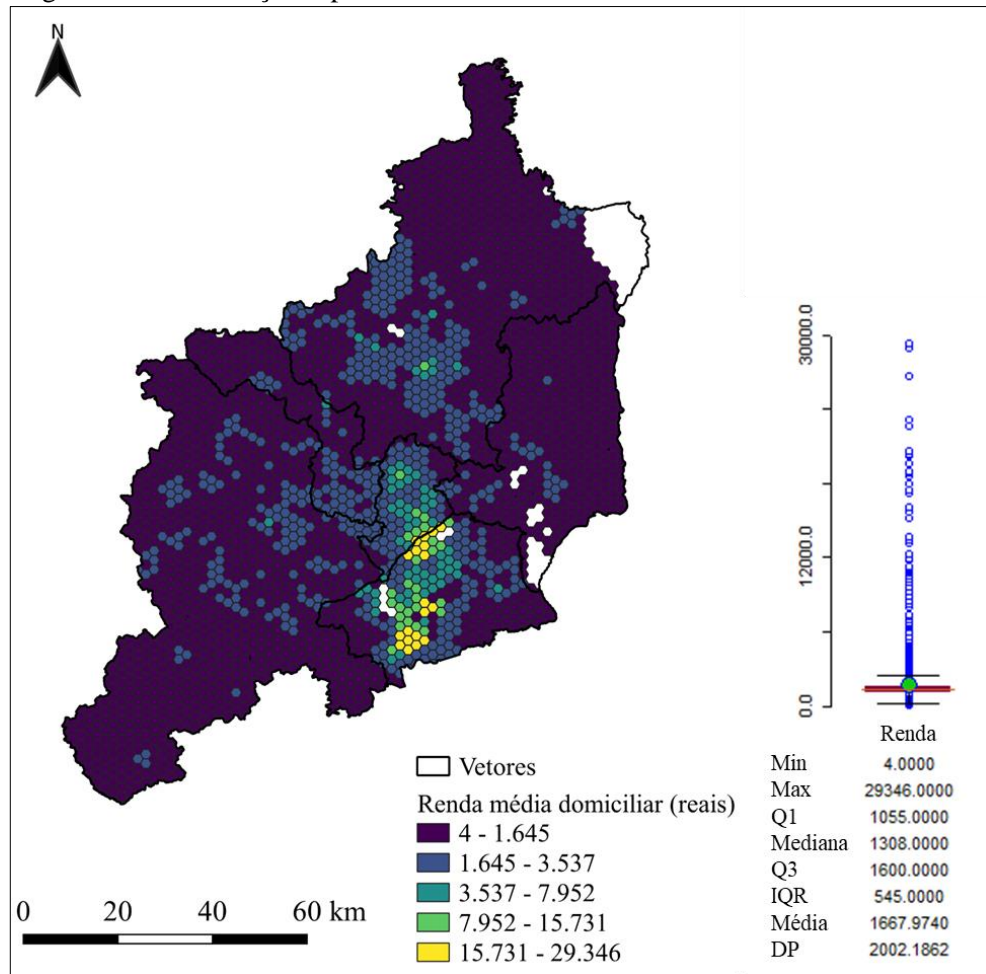 N
30000.0
12000.0
0.0
Renda
Min 4.0000
Max 29346.0000
Q1 1055.0000
Mediana 1308.0000
Q3 1600.0000
IQR 545.0000
Média 1667.9740
DP 2002.1862
Vetores
Renda média domiciliar (reais)
4 - 1.645
1.645 - 3.537
3.537 - 7.952
7.952 - 15.731
15.731 - 29.346
0 20 40 60 km